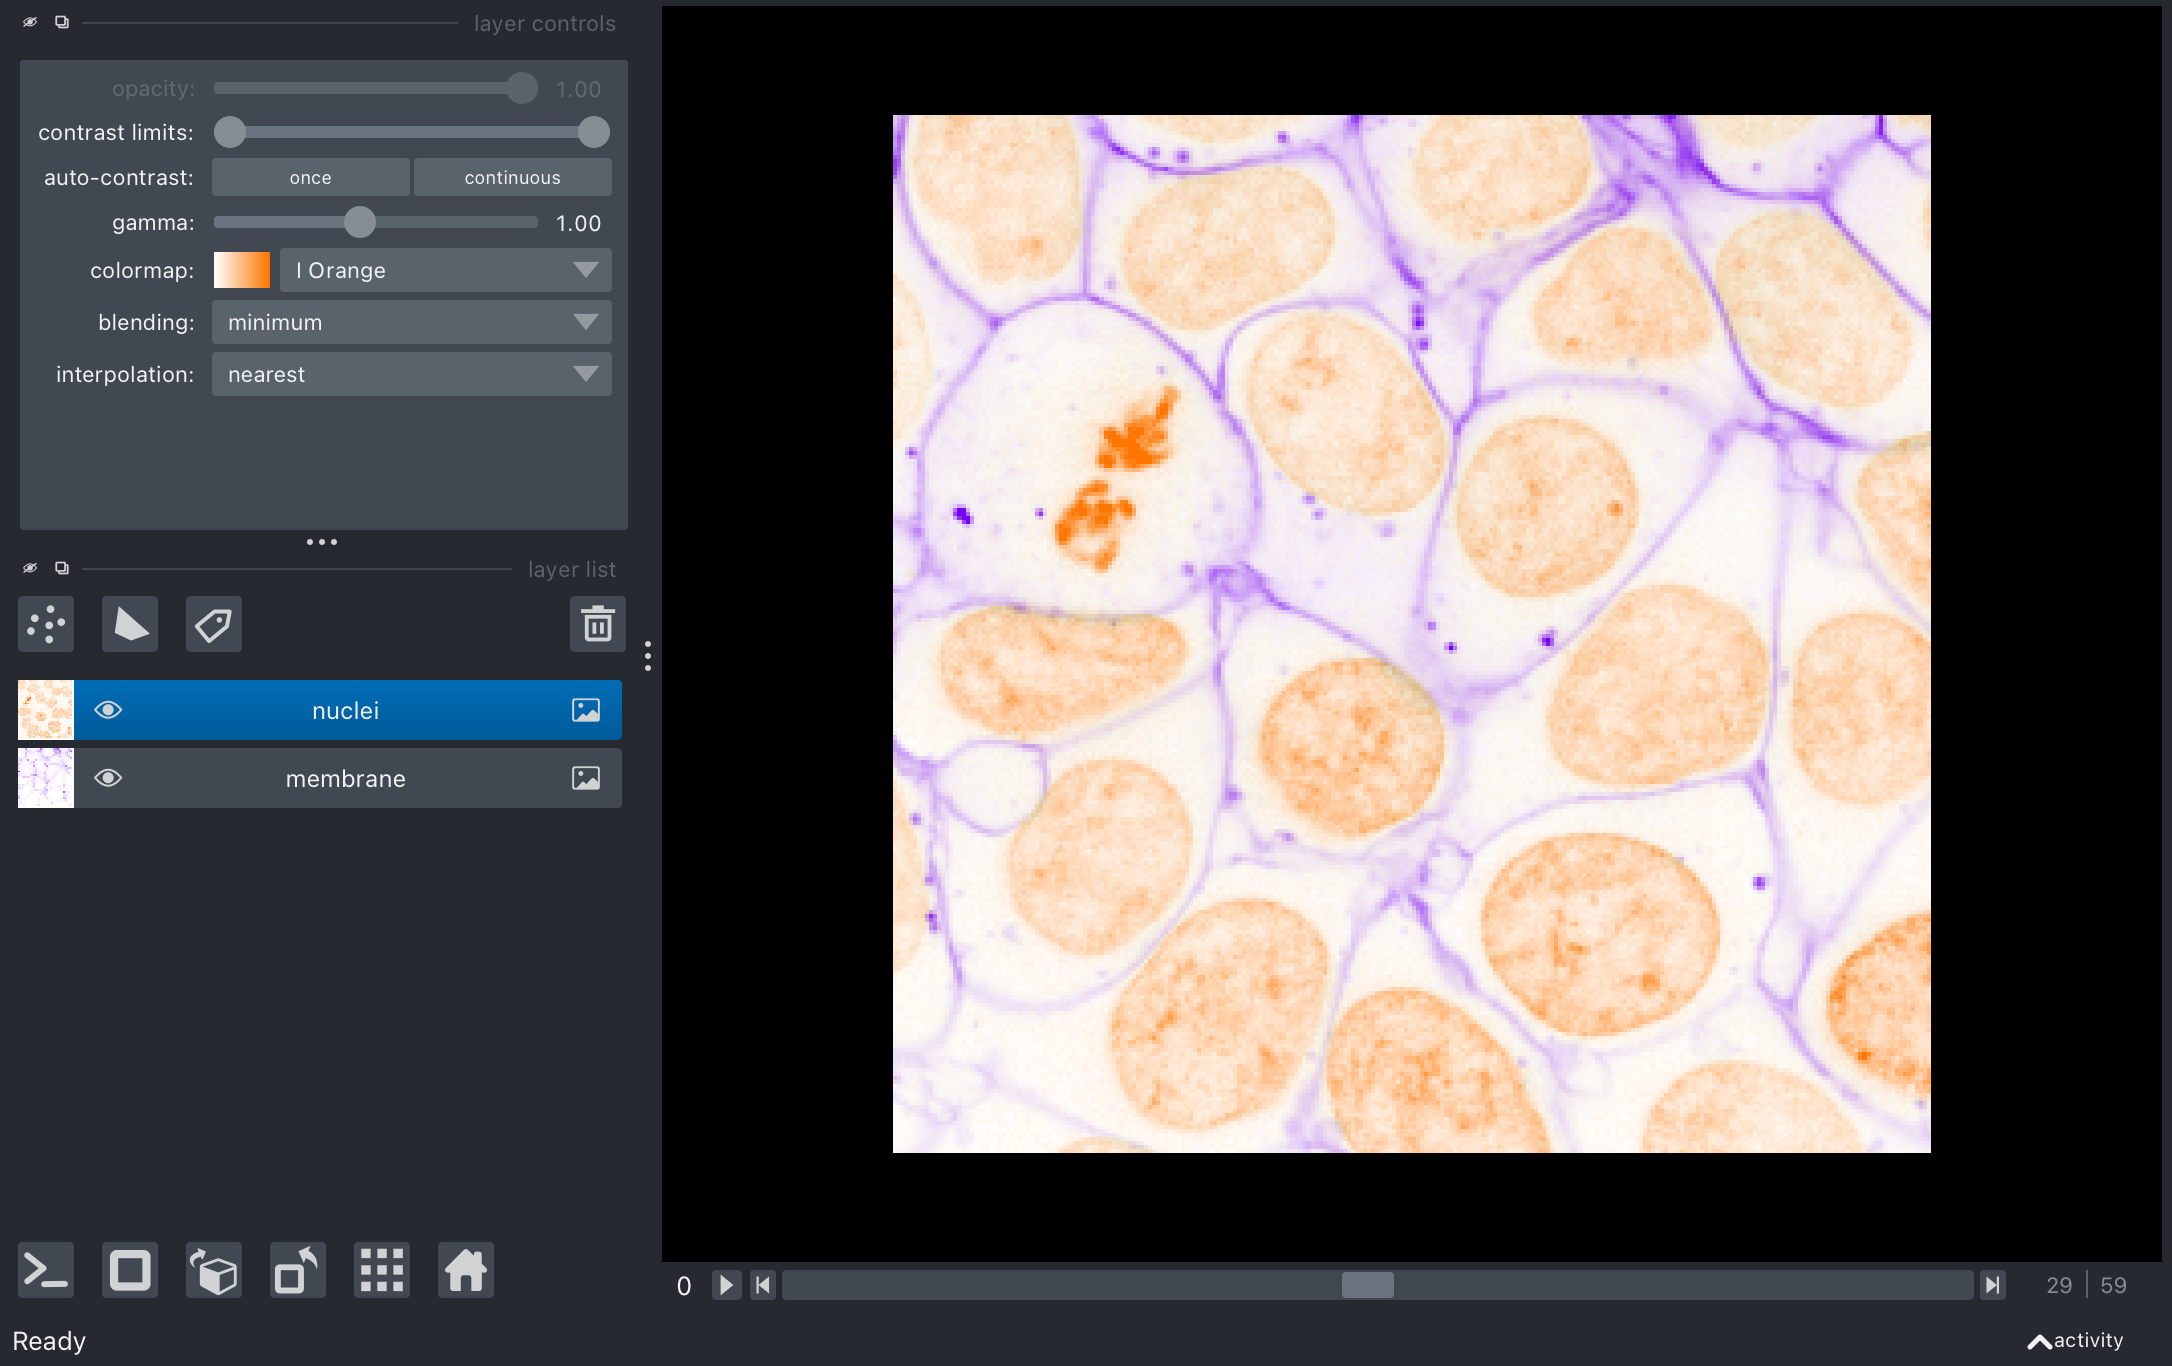 layer controls
opacity: 1.00
contrast limits:
auto-contrast: once continuous
gamma: 1.00
colormap: I Orange
blending: minimum
interpolation: nearest
layer list
nuclei
membrane
0 29 59
Ready activity